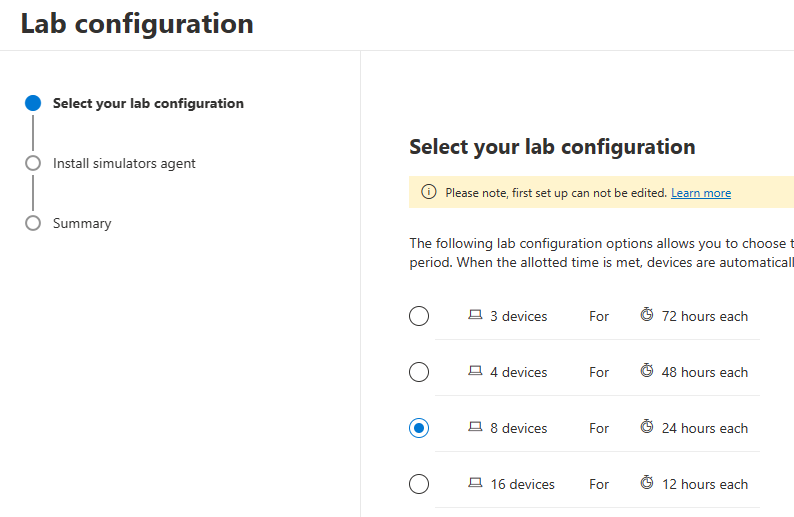 Lab configuration
Select your lab configuration
Install simulators agent
Summary
Select your lab configuration
Please note, first set up can not be edited. Learn more
The following lab configuration options allows you to choose
period. When the allotted time is met, devices are
3 devices For 72 hours each
4 devices For 48 hours each
8 devices For 24 hours each
16 devices For 12 hours each